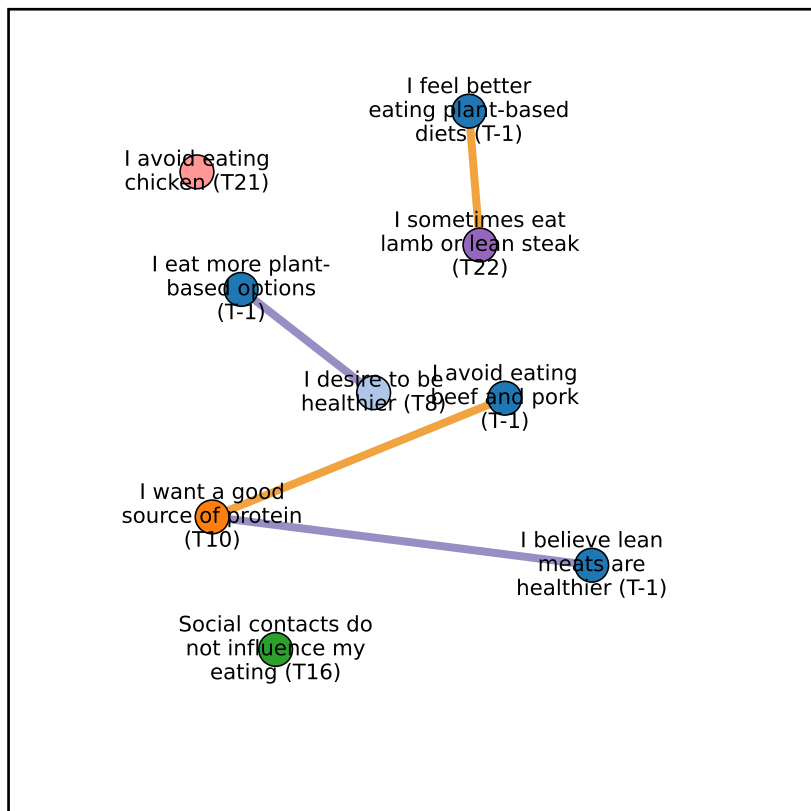 I feel better
eating plant-based
diets (T-1)
I avoid eating
chicken (T21)
I sometimes eat
lamb or lean steak
(T22)
I eat more plant-
based options
(T-1)
I desire to be
healthier (T8)
I avoid eating
beef and pork
(T-1)
I want a good
source of protein
(T10)
I believe lean
meats are
healthier (T-1)
Social contacts do
not influence my
eating (T16)